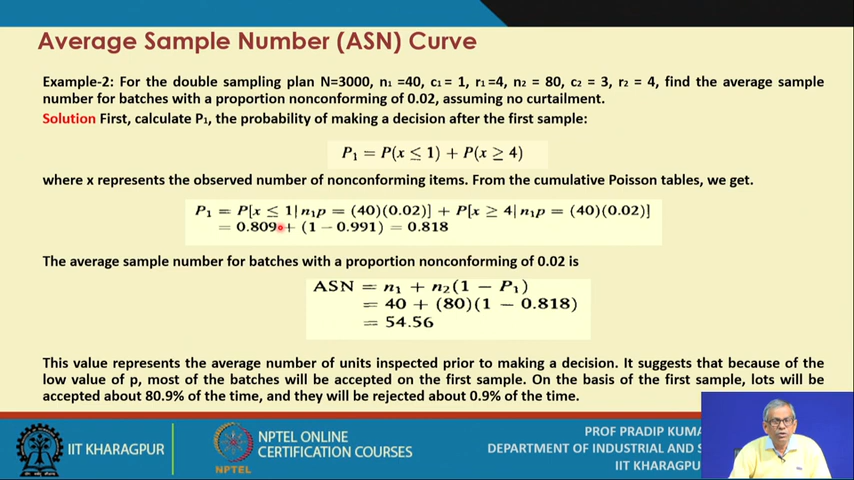 Average Sample Number (ASN) Curve
Example-2: For the double sampling plan N=3000, n₁ =40, c₁ = 1, r₁ =4, n₂ = 80, c₂ = 3, r₂ = 4, find the average sample
number for batches with a proportion nonconforming of 0.02, assuming no curtailment.
Solution First, calculate P₁, the probability of making a decision after the first sample:
P₁ = P(x ≤ 1) + P(x ≥ 4)
where x represents the observed number of nonconforming items. From the cumulative Poisson tables, we get.
P₁ = P[x ≤ 1| n₁p = (40)(0.02)] + P[x ≥ 4| n₁p = (40)(0.02)]
= 0.809 + (1 − 0.991) = 0.818
The average sample number for batches with a proportion nonconforming of 0.02 is
ASN = n₁ + n₂(1 − P₁)
= 40 + (80)(1 − 0.818)
= 54.56
This value represents the average number of units inspected prior to making a decision. It suggests that because of the
low value of p, most of the batches will be accepted on the first sample. On the basis of the first sample, lots will be
accepted about 80.9% of the time, and they will be rejected about 0.9% of the time.
IIT KHARAGPUR
NPTEL
NPTEL ONLINE
CERTIFICATION COURSES
PROF PRADIP KUMA
DEPARTMENT OF INDUSTRIAL AND S
IIT KHARAGPU